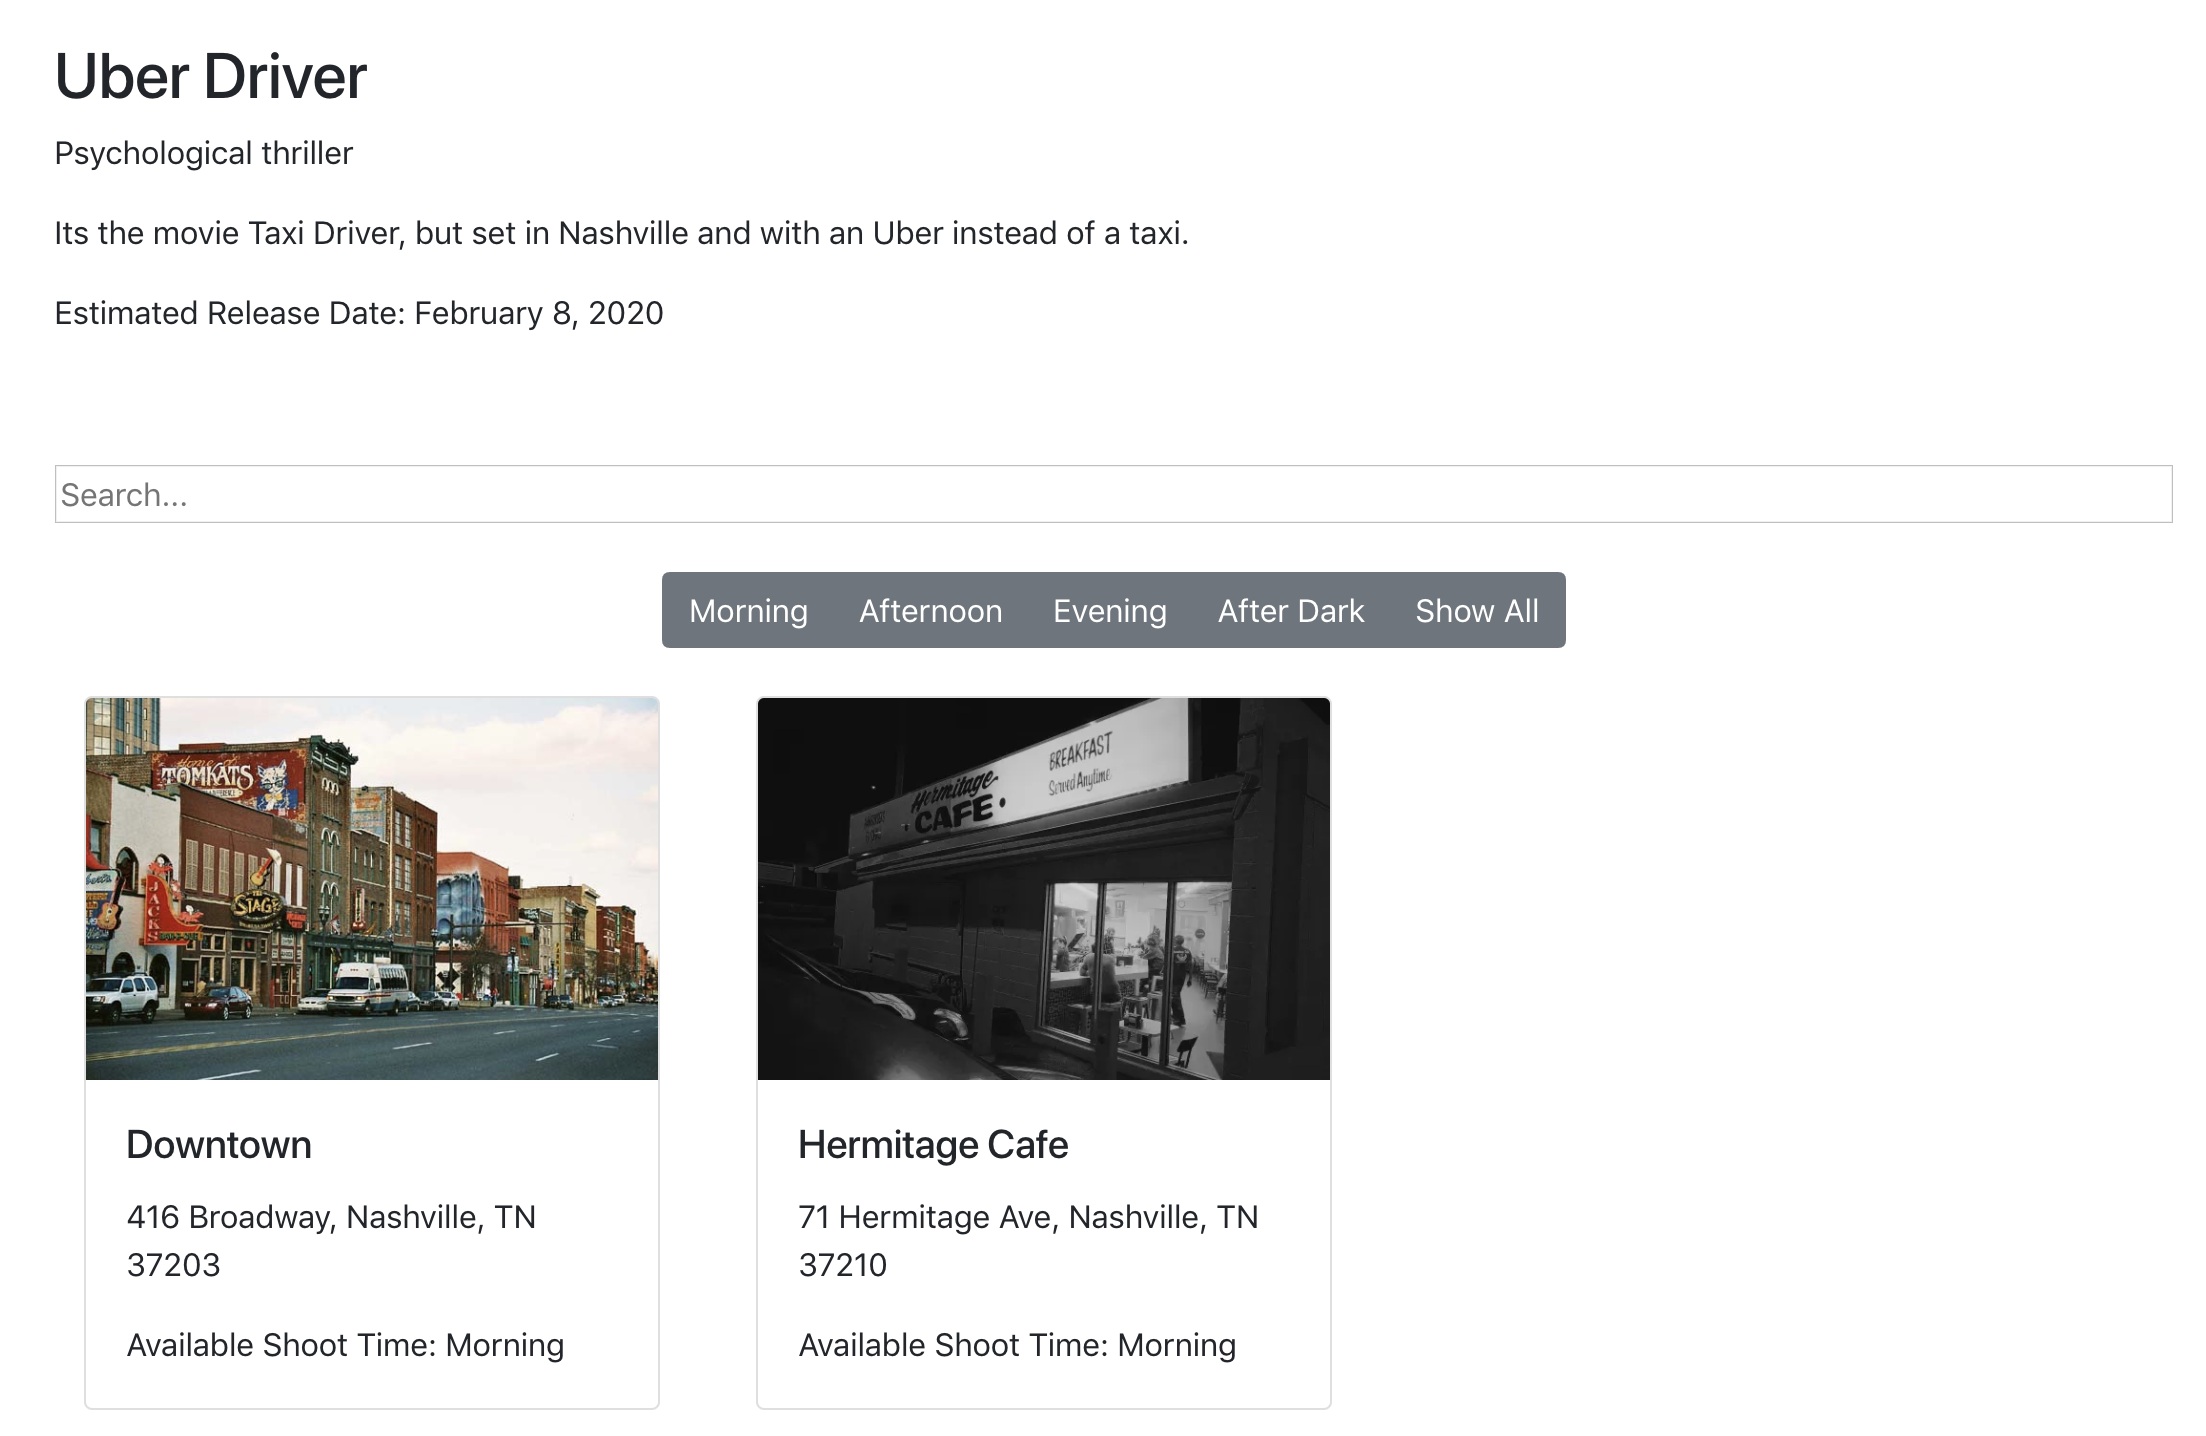 Uber Driver
Psychological thriller
Its the movie Taxi Driver, but set in Nashville and with an Uber instead of a taxi.
Estimated Release Date: February 8, 2020
Search...
Morning Afternoon Evening After Dark Show All
Home of
TOMKATS
JACKS
STAGE
Hermitage
CAFE
BREAKFAST
Served Anytime
Downtown
416 Broadway, Nashville, TN
37203
Available Shoot Time: Morning
Hermitage Cafe
71 Hermitage Ave, Nashville, TN
37210
Available Shoot Time: Morning